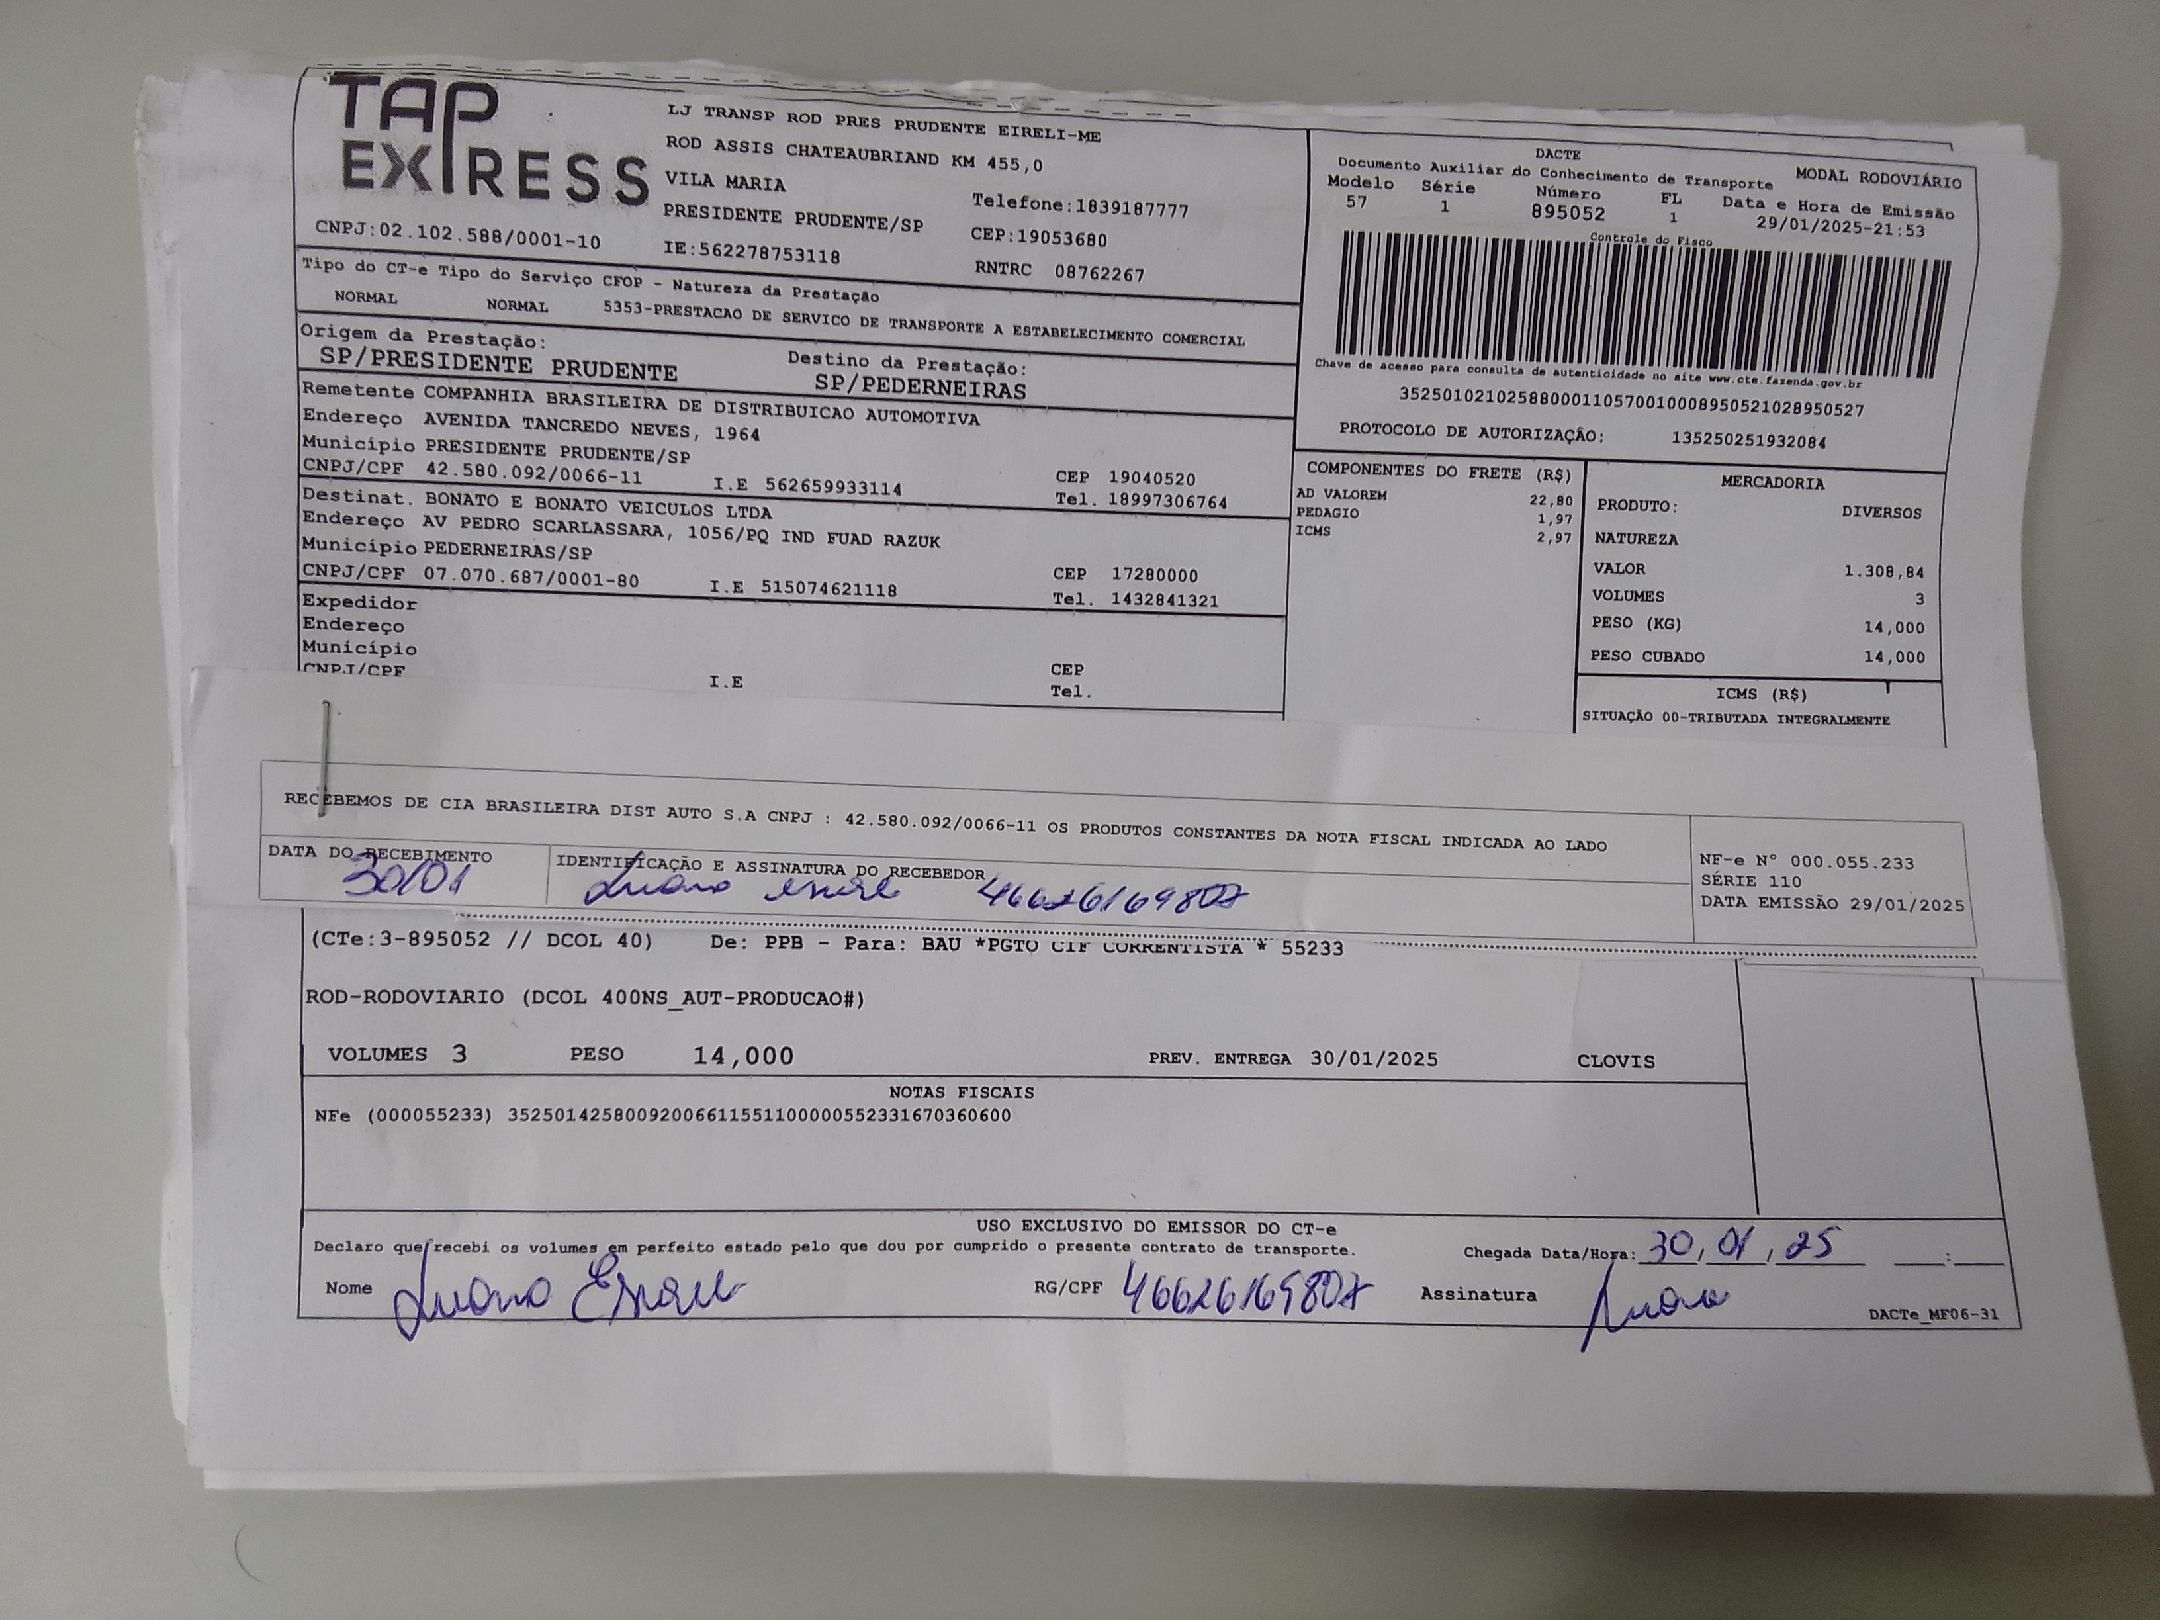 TAP
EXPRESS
LJ TRANSP ROD PRES PRUDENTE EIRELI-ME
ROD ASSIS CHATEAUBRIAND KM 455,0
VILA MARIA
Telefone:1839187777
PRESIDENTE PRUDENTE/SP
CEP:19053680
CNPJ:02.102.588/0001-10
IE:562278753118
RNTRC 08762267
DACTE
Documento Auxiliar do Conhecimento de Transporte
MODAL RODOVIÁRIO
Modelo Série Número FL Data e Hora de Emissão
57 1 895052 1 29/01/2025-21:53
Controle do Fisco
Chave de acesso para consulta de autenticidade no site www.cte.fazenda.gov.br
35250102102588000110570010008950521028950527
PROTOCOLO DE AUTORIZAÇÃO: 135250251932084
Tipo do CT-e Tipo do Serviço CFOP - Natureza da Prestação
NORMAL NORMAL 5353-PRESTACAO DE SERVICO DE TRANSPORTE A ESTABELECIMENTO COMERCIAL
Origem da Prestação: Destino da Prestação:
SP/PRESIDENTE PRUDENTE SP/PEDERNEIRAS
Remetente COMPANHIA BRASILEIRA DE DISTRIBUICAO AUTOMOTIVA
Endereço AVENIDA TANCREDO NEVES, 1964
Município PRESIDENTE PRUDENTE/SP CEP 19040520
CNPJ/CPF 42.580.092/0066-11 I.E 562659933114 Tel. 18997306764
Destinat. BONATO E BONATO VEICULOS LTDA
Endereço AV PEDRO SCARLASSARA, 1056/PQ IND FUAD RAZUK
Município PEDERNEIRAS/SP CEP 17280000
CNPJ/CPF 07.070.687/0001-80 I.E 515074621118 Tel. 1432841321
Expedidor
Endereço
Município CEP
CNPJ/CPF I.E Tel.
COMPONENTES DO FRETE (R$)
AD VALOREM 22,80
PEDAGIO 1,97
ICMS 2,97
MERCADORIA
PRODUTO: DIVERSOS
NATUREZA
VALOR 1.308,84
VOLUMES 3
PESO (KG) 14,000
PESO CUBADO 14,000
ICMS (R$)
SITUAÇÃO 00-TRIBUTADA INTEGRALMENTE
RECEBEMOS DE CIA BRASILEIRA DIST AUTO S.A CNPJ : 42.580.092/0066-11 OS PRODUTOS CONSTANTES DA NOTA FISCAL INDICADA AO LADO
DATA DO RECEBIMENTO IDENTIFICAÇÃO E ASSINATURA DO RECEBEDOR
30/01 Luana 46626169807
NF-e Nº 000.055.233
SÉRIE 110
DATA EMISSÃO 29/01/2025
(CTe:3-895052 // DCOL 40) De: PPB - Para: BAU *PGTO CIF CORRENTISTA * 55233
ROD-RODOVIARIO (DCOL 400NS_AUT-PRODUCAO#)
VOLUMES 3 PESO 14,000 PREV. ENTREGA 30/01/2025 CLOVIS
NOTAS FISCAIS
NFe (000055233) 35250142580092006611551100000552331670360600
USO EXCLUSIVO DO EMISSOR DO CT-e
Declaro que recebi os volumes em perfeito estado pelo que dou por cumprido o presente contrato de transporte.
Chegada Data/Hora: 30,01,25 :
Nome Luana RG/CPF 46626169807 Assinatura Luana
DACTe_MF06-31